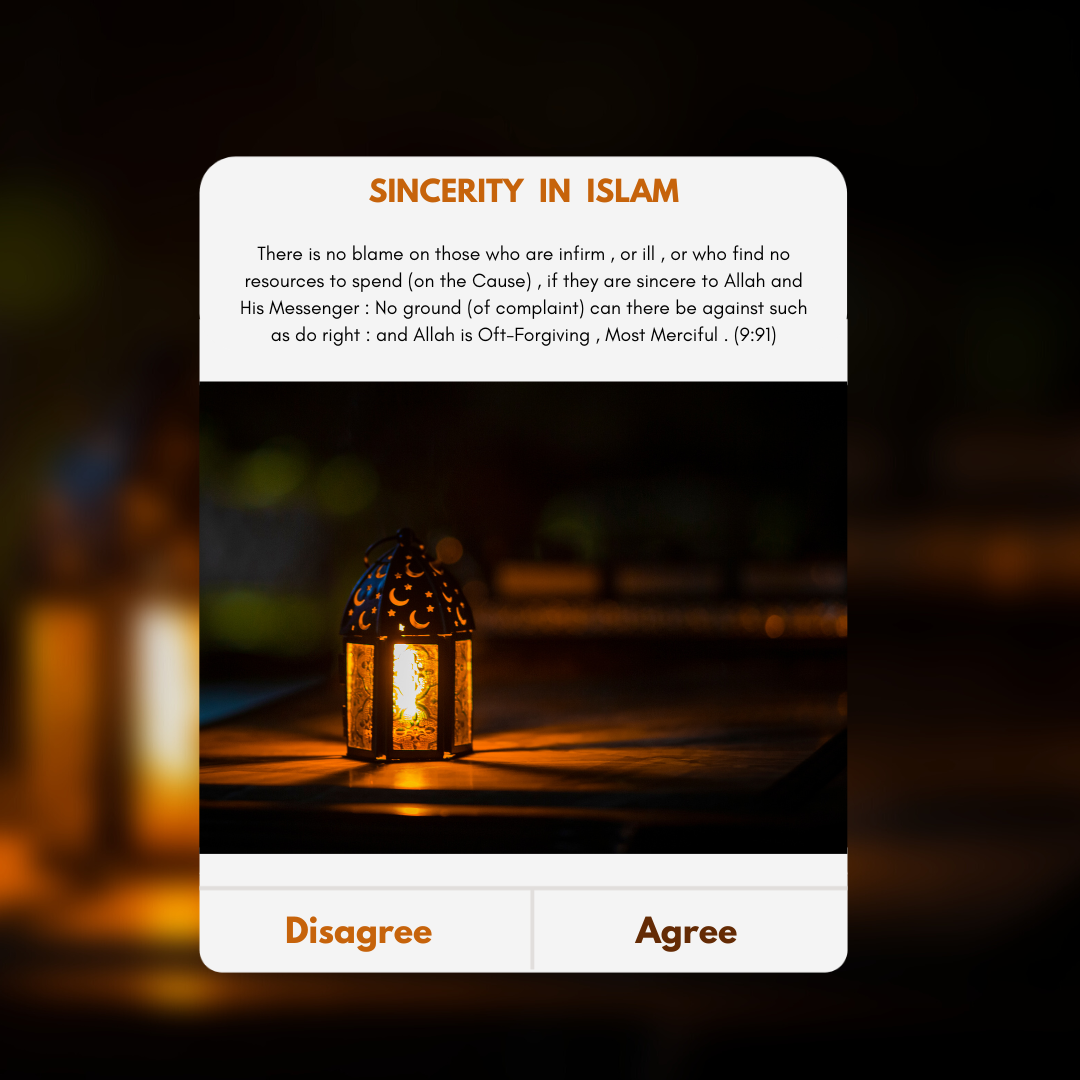 SINCERITY IN ISLAM
There is no blame on those who are infirm , or ill , or who find no
resources to spend (on the Cause) , if they are sincere to Allah and
His Messenger : No ground (of complaint) can there be against such
as do right : and Allah is Oft-Forgiving , Most Merciful . (9:91)
Disagree
Agree